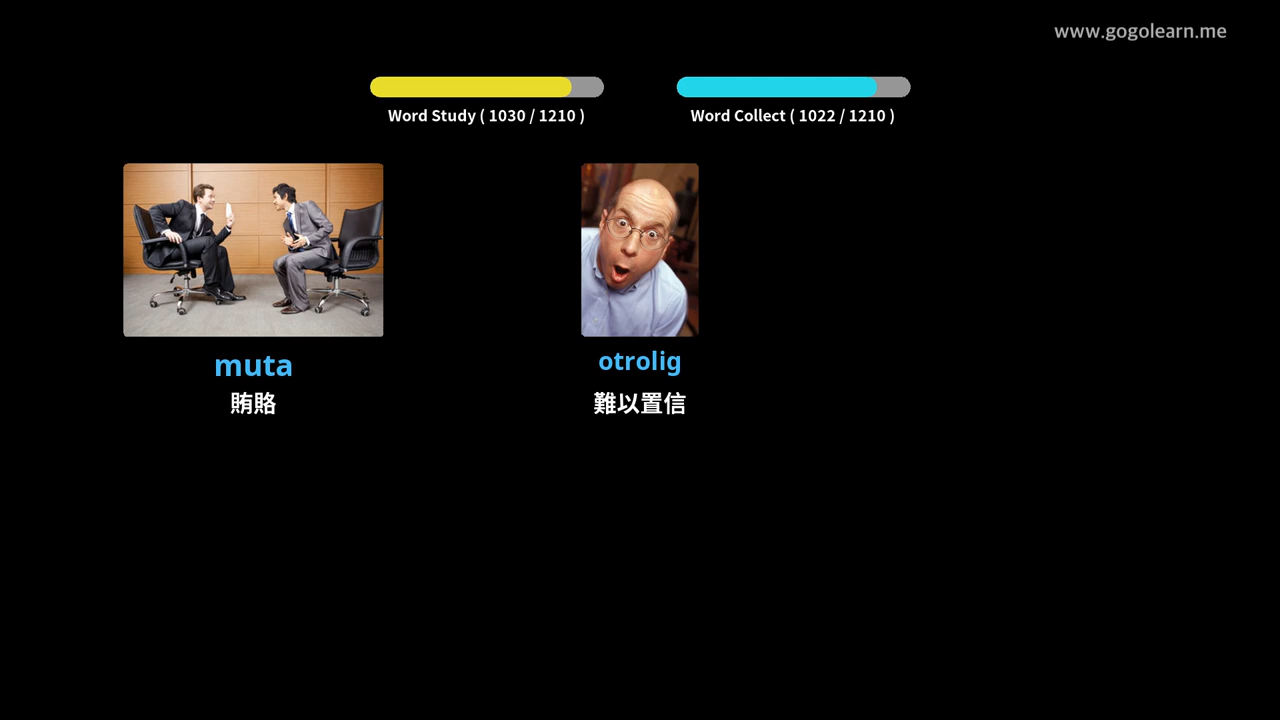 www.gogolearn.me
Word Study ( 1030 / 1210 )
Word Collect ( 1022 / 1210 )
muta
賄賂
otrolig
難以置信